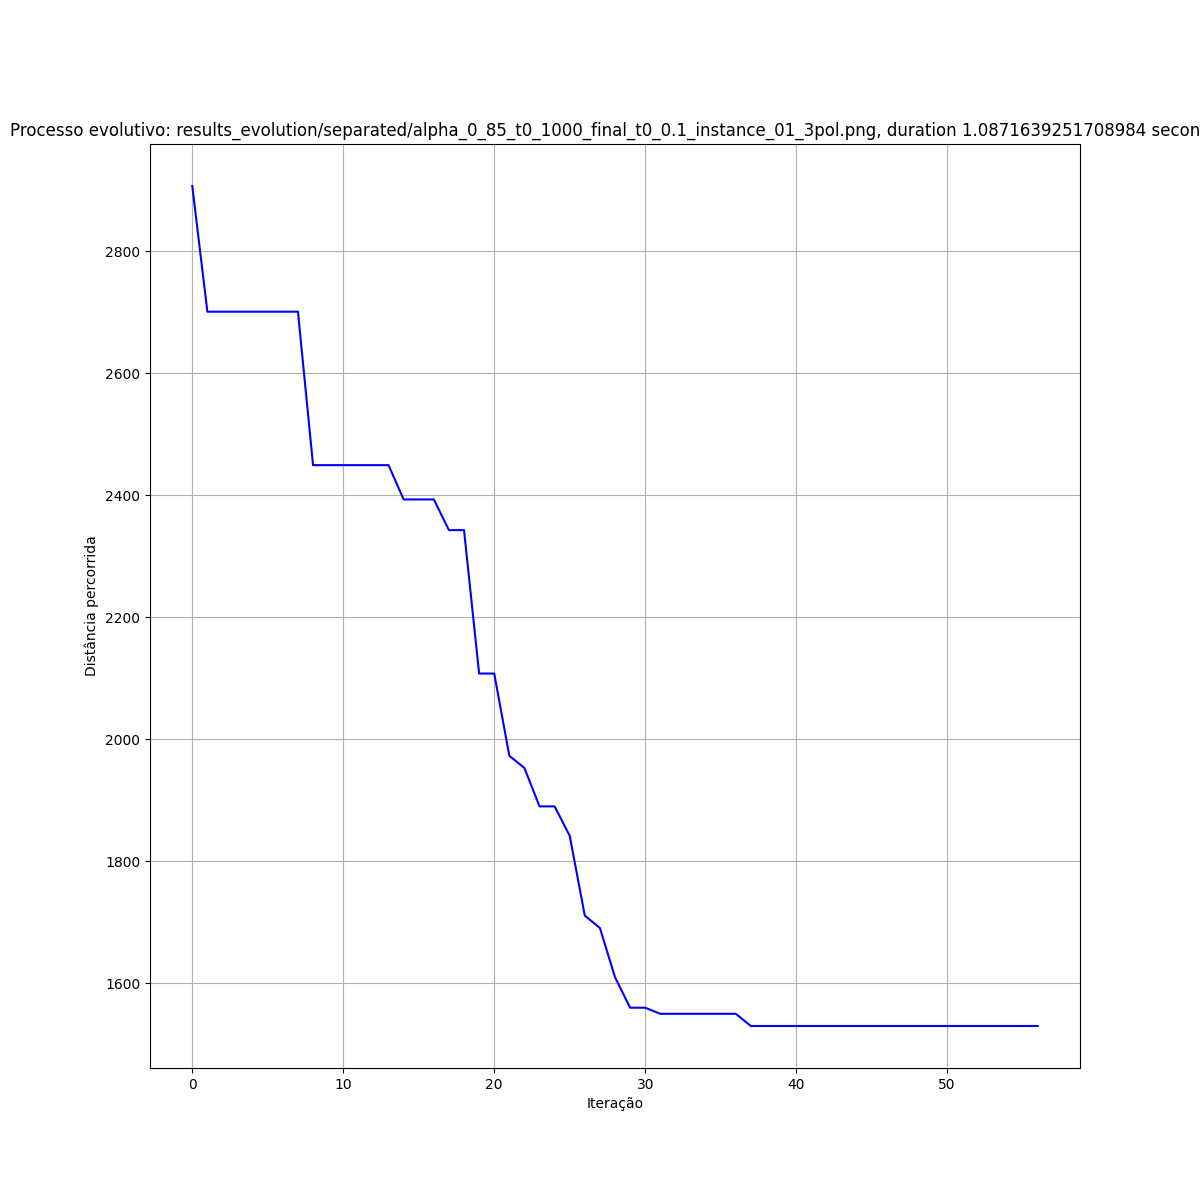 Processo evolutivo: results_evolution/separated/alpha_0_85_t0_1000_final_t0_0.1_instance_01_3pol.png, duration 1.0871639251708984 secon
2800
2600
2400
2200
2000
1800
1600
Distância percorrida
0 10 20 30 40 50
Iteração